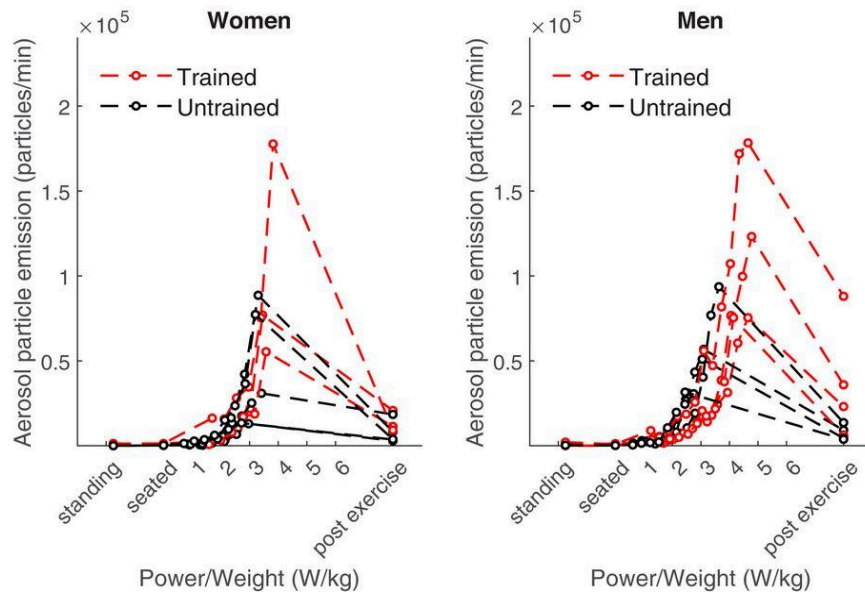 Women
×10⁵
Aerosol particle emission (particles/min)
2
1.5
1
0.5
Trained
Untrained
standing
seated
1
2
3
4
5
6
post exercise
Power/Weight (W/kg)
Men
×10⁵
Aerosol particle emission (particles/min)
2
1.5
1
0.5
Trained
Untrained
standing
seated
1
2
3
4
5
6
post exercise
Power/Weight (W/kg)